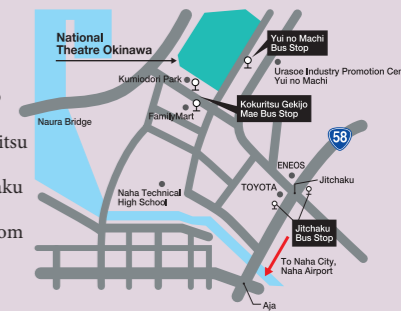 National
Theatre Okinawa
Yui no Machi
Bus Stop
Urasoe Industry Promotion Cen
Yui no Machi
Kumiodori Park
Kokuritsu Gekijo
Mae Bus Stop
FamilyMart
Naura Bridge
itsu
58
ENEOS
Jitchaku
Naha Technical
High School
TOYOTA
aku
Jitchaku
Bus Stop
om
To Naha City,
Naha Airport
Aja